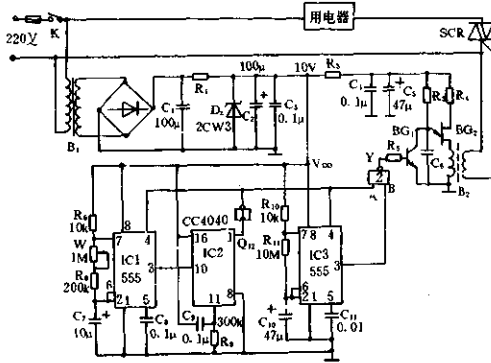 用电器
SCR
K
220V
100μ
10V
R₁
R₃
C₁
100μ
D₂
2CW3
C₂
C₃
0.1μ
C₄
0.1μ
C₅
47μ
BG₁
BG₂
B₁
Y
R₅
C₆
B₂
2
B
A
R₆
10k
W
1M
R₈
200k
C₇
10μ
7
8
4
IC1
555
3
6
2
1
5
C₈
0.1μ
CC4040
16
1
IC2
10
11
8
Q₁₂
C₉
0.1μ
300k
R₉
V_DD
R₁₀
10k
R₁₁
10M
C₁₀
47μ
7
8
4
IC3
555
3
6
2
1
5
C₁₁
0.01